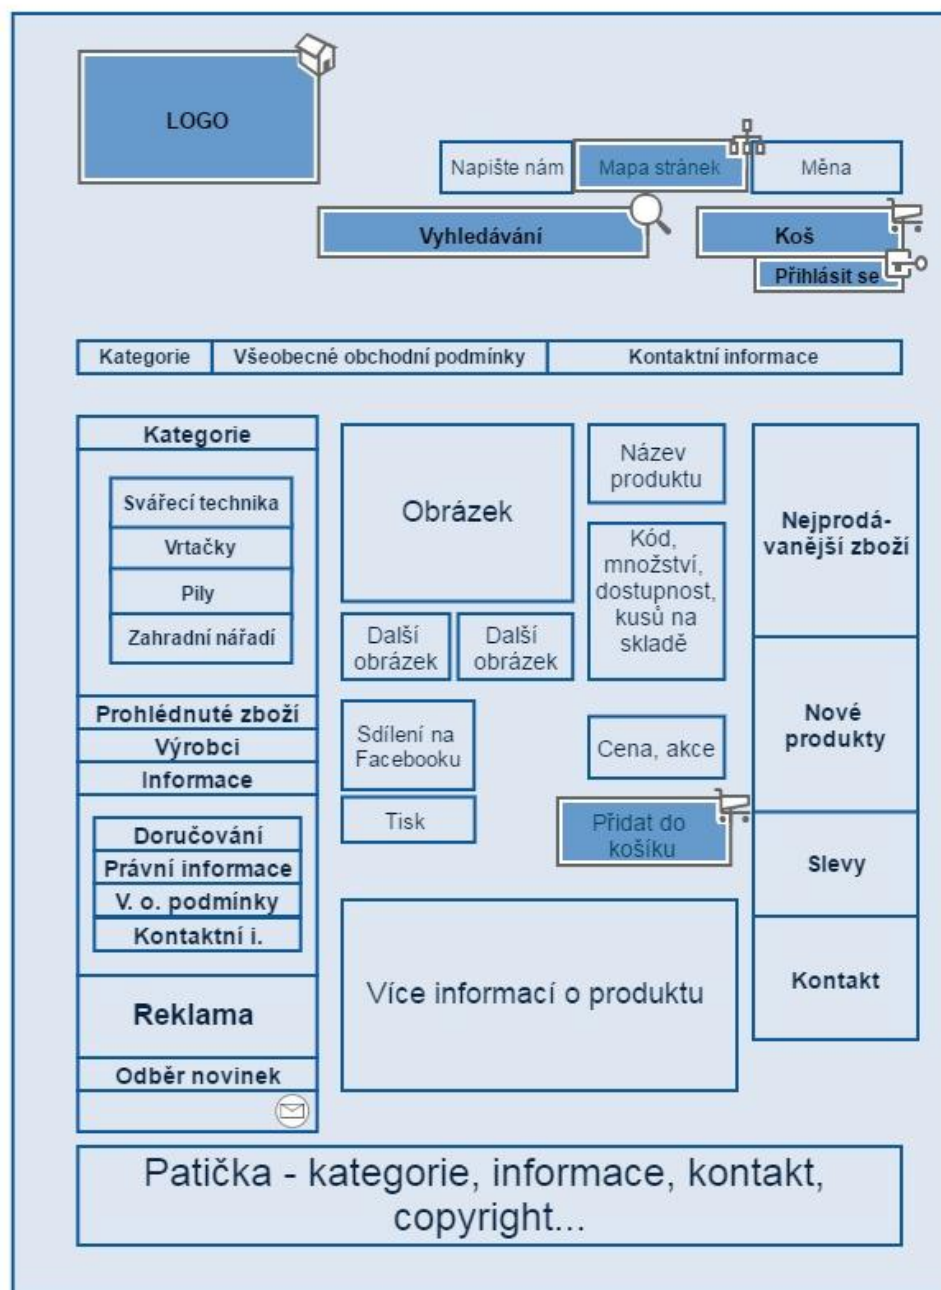 LOGO
Napište nám
Mapa stránek
Měna
Vyhledávání
Koš
Přihlásit se
Kategorie
Všeobecné obchodní podmínky
Kontaktní informace
Kategorie
Svářecí technika
Vrtačky
Pily
Zahradní nářadí
Prohlédnuté zboží
Výrobci
Informace
Doručování
Právní informace
V. o. podmínky
Kontaktní i.
Reklama
Odběr novinek
Obrázek
Další
obrázek
Další
obrázek
Sdílení na
Facebooku
Tisk
Název
produktu
Kód,
množství,
dostupnost,
kusů na
skladě
Cena, akce
Přidat do
košíku
Více informací o produktu
Nejprodá-
vanější zboží
Nové
produkty
Slevy
Kontakt
Patička - kategorie, informace, kontakt,
copyright...